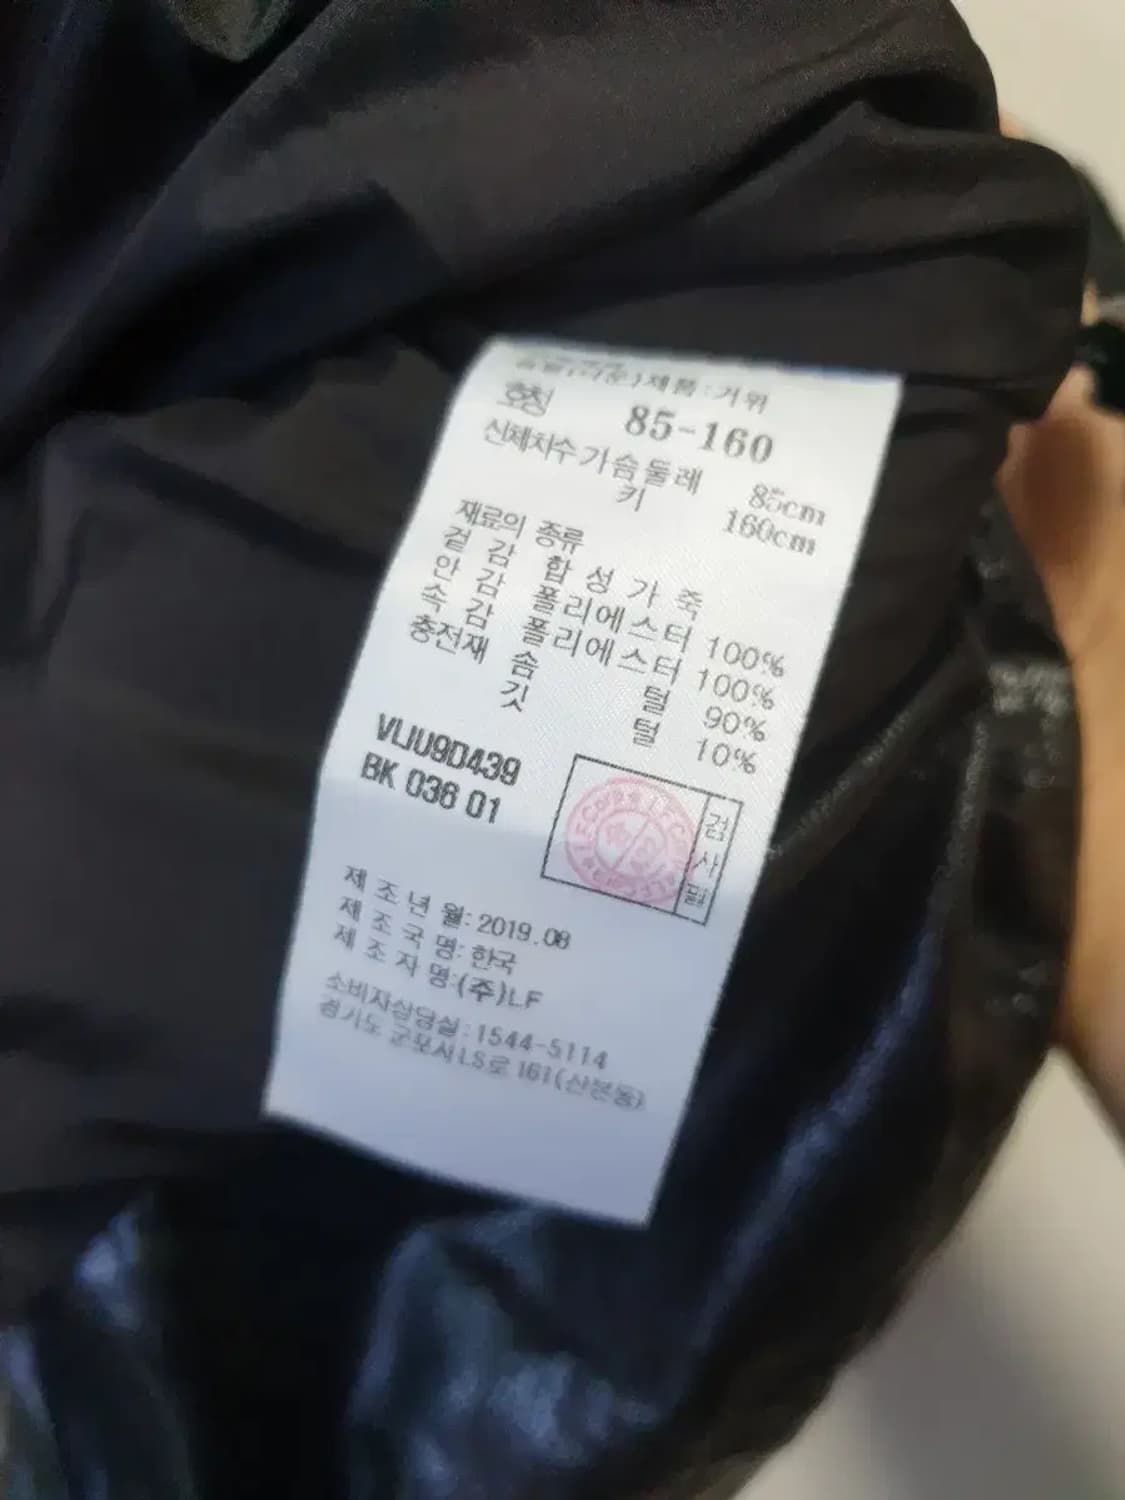 제품:거위
호칭 85-160
신체치수 가슴둘레 85cm
키 160cm
재료의 종류
겉감 합성가죽
안감 폴리에스터 100%
속감 폴리에스터 100%
충전재 솜털 90%
깃털 10%
VLJU9D439
BK 036 01
검사필
제조년월:2019.08
제조국명:한국
제조자명:(주)LF
소비자상담실:1544-5114
경기도 군포시 LS로 161(산본동)